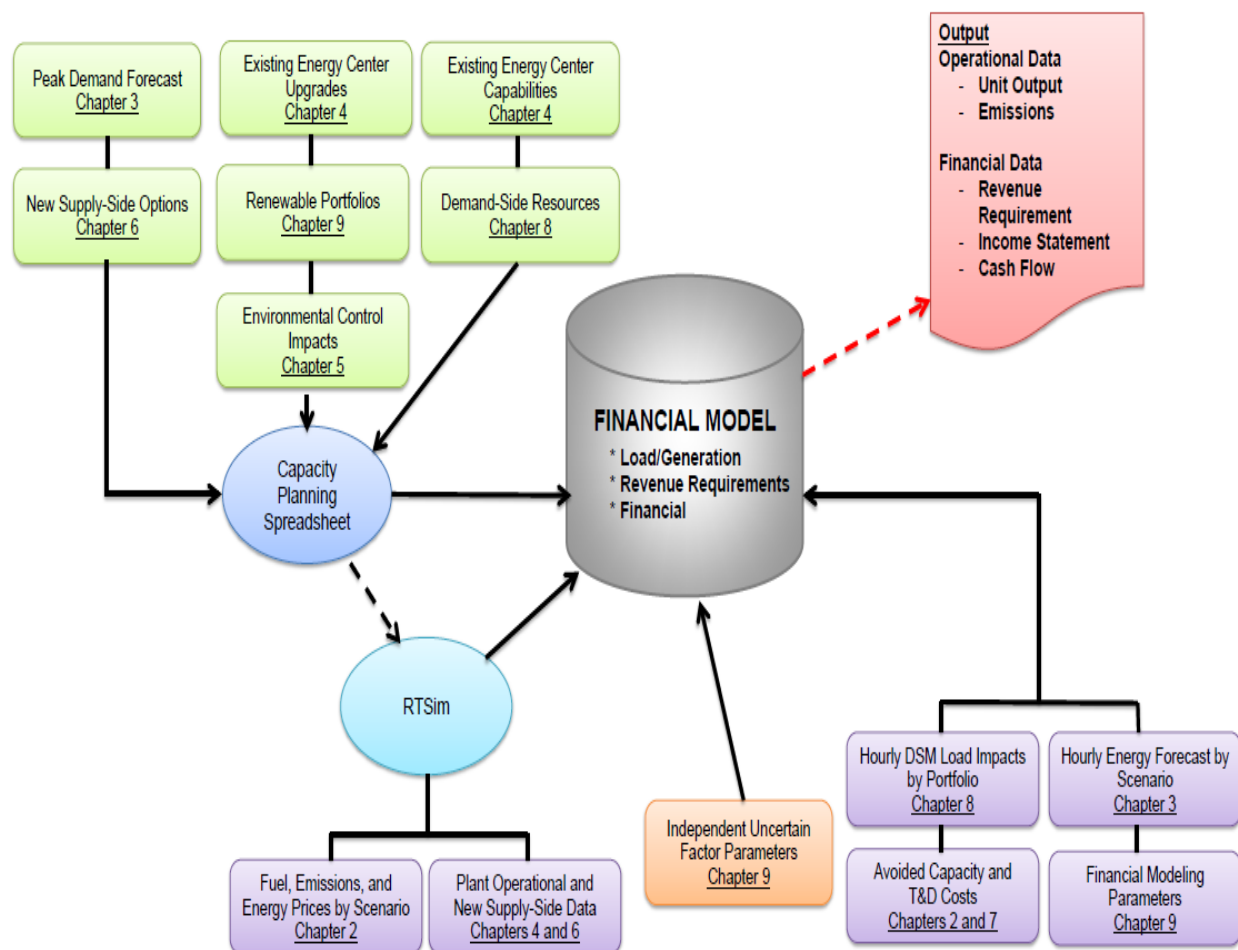 Peak Demand Forecast
Chapter 3
Existing Energy Center
Upgrades
Chapter 4
Existing Energy Center
Capabilities
Chapter 4
New Supply-Side Options
Chapter 6
Renewable Portfolios
Chapter 9
Demand-Side Resources
Chapter 8
Environmental Control
Impacts
Chapter 5
Output
Operational Data
- Unit Output
- Emissions
Financial Data
- Revenue
Requirement
- Income Statement
- Cash Flow
Capacity
Planning
Spreadsheet
FINANCIAL MODEL
* Load/Generation
* Revenue Requirements
* Financial
RTSim
Fuel, Emissions, and
Energy Prices by Scenario
Chapter 2
Plant Operational and
New Supply-Side Data
Chapters 4 and 6
Independent Uncertain
Factor Parameters
Chapter 9
Hourly DSM Load Impacts
by Portfolio
Chapter 8
Hourly Energy Forecast by
Scenario
Chapter 3
Avoided Capacity and
T&D Costs
Chapters 2 and 7
Financial Modeling
Parameters
Chapter 9